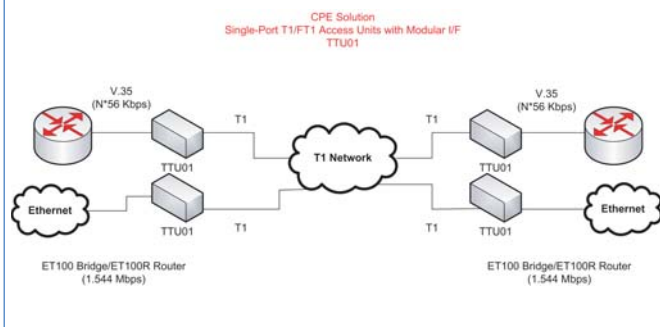 CPE Solution
Single-Port T1/FT1 Access Units with Modular I/F
TTU01
V.35
(N*56 Kbps)
T1
TTU01
T1 Network
T1
TTU01
V.35
(N*56 Kbps)
Ethernet
TTU01
T1
T1
TTU01
Ethernet
ET100 Bridge/ET100R Router
(1.544 Mbps)
ET100 Bridge/ET100R Router
(1.544 Mbps)